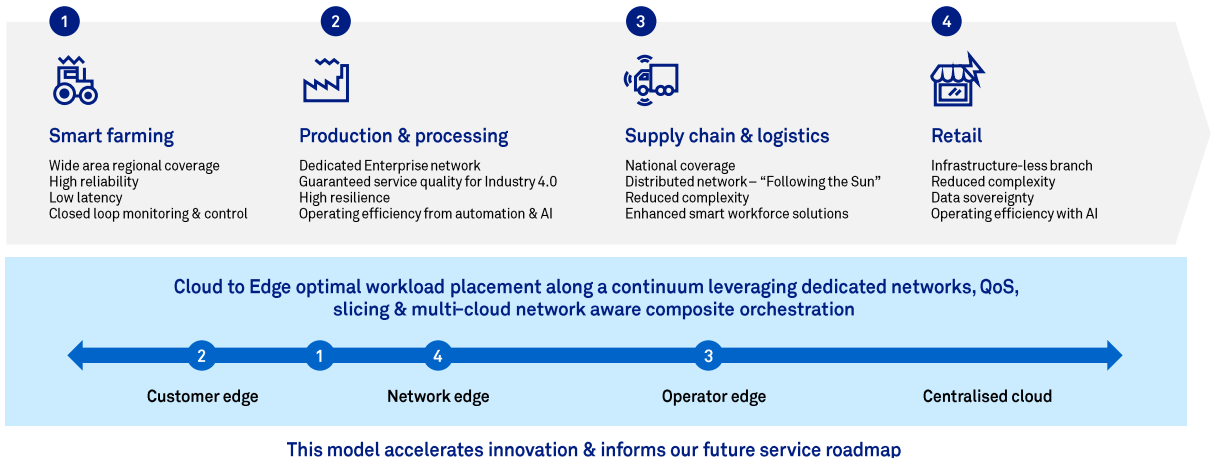 1
2
3
4
Smart farming
Wide area regional coverage
High reliability
Low latency
Closed loop monitoring & control
Production & processing
Dedicated Enterprise network
Guaranteed service quality for Industry 4.0
High resilience
Operating efficiency from automation & AI
Supply chain & logistics
National coverage
Distributed network – “Following the Sun”
Reduced complexity
Enhanced smart workforce solutions
Retail
Infrastructure-less branch
Reduced complexity
Data sovereignty
Operating efficiency with AI
Cloud to Edge optimal workload placement along a continuum leveraging dedicated networks, QoS,
slicing & multi-cloud network aware composite orchestration
2
1
4
3
Customer edge
Network edge
Operator edge
Centralised cloud
This model accelerates innovation & informs our future service roadmap